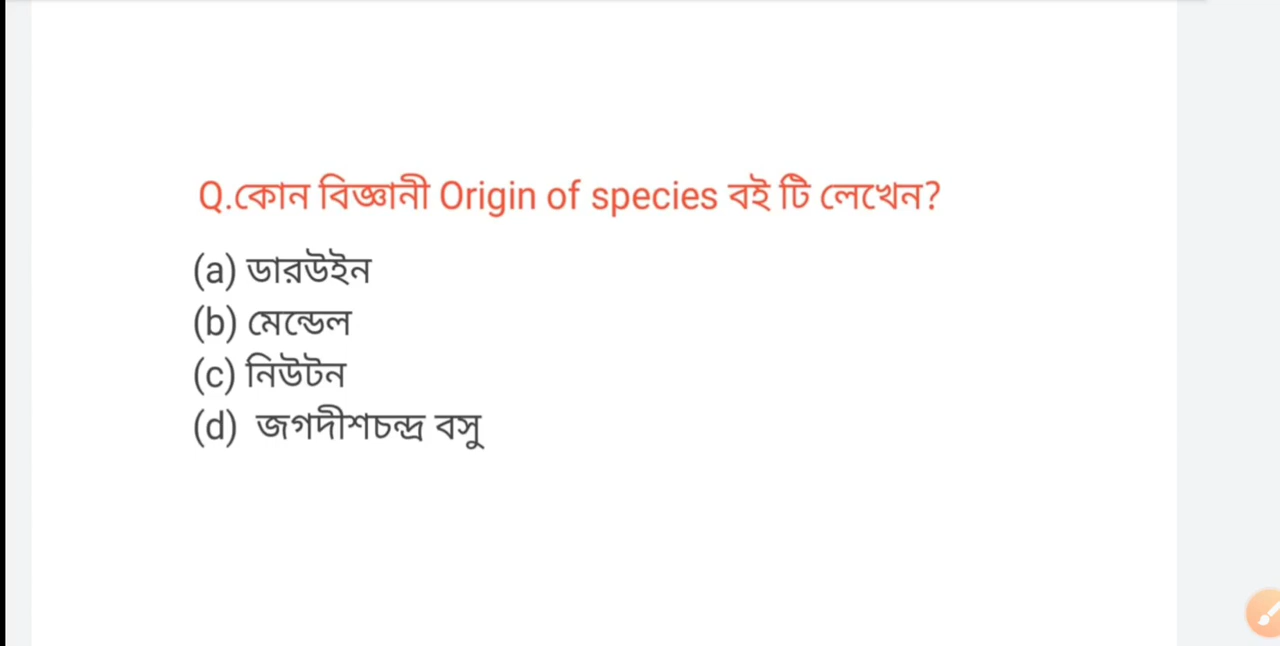 Q.কোন বিজ্ঞানী Origin of species বই টি লেখেন?
(a) ডারউইন
(b) মেন্ডেল
(c) নিউটন
(d) জগদীশচন্দ্র বসু